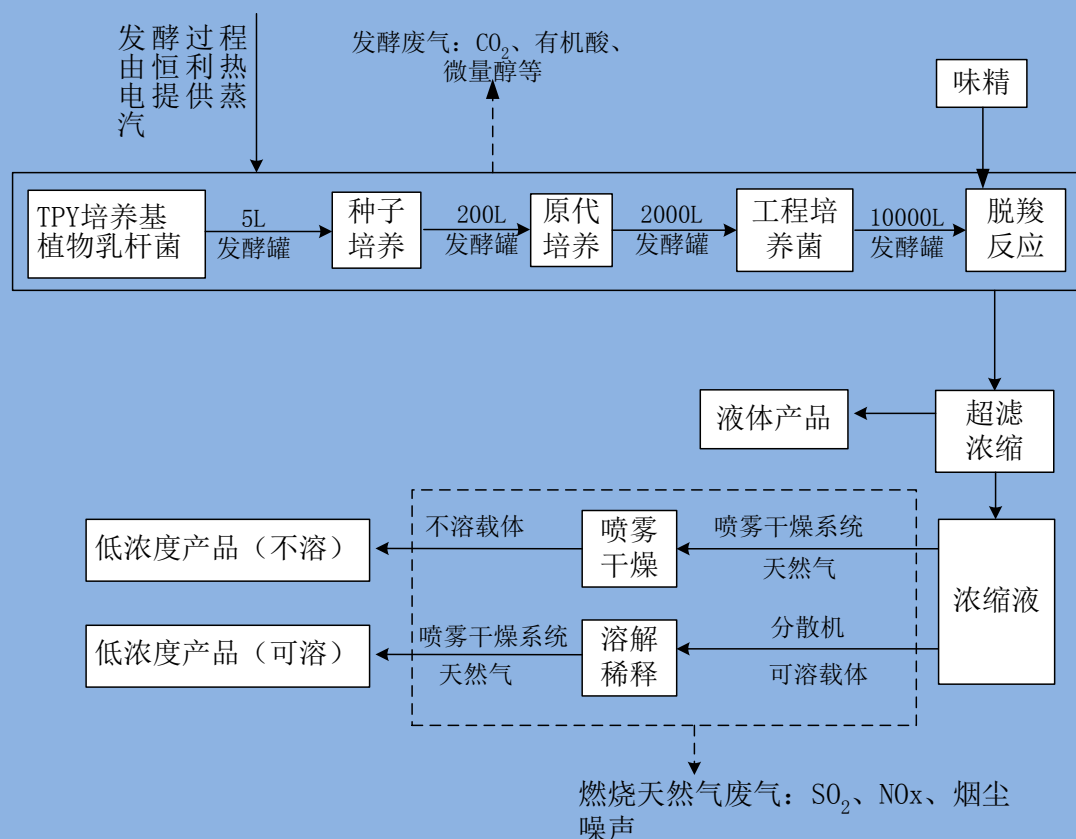 发酵过程
由恒利热
电提供蒸
汽
发酵废气：CO₂、有机酸、
微量醇等
味精
TPY培养基
植物乳杆菌
5L
发酵罐
种子
培养
200L
发酵罐
原代
培养
2000L
发酵罐
工程培
养菌
10000L
发酵罐
脱羧
反应
液体产品
超滤
浓缩
低浓度产品（不溶）
不溶载体
喷雾
干燥
喷雾干燥系统
天然气
浓缩液
低浓度产品（可溶）
喷雾干燥系统
天然气
溶解
稀释
分散机
可溶载体
燃烧天然气废气：SO₂、NOx、烟尘
噪声